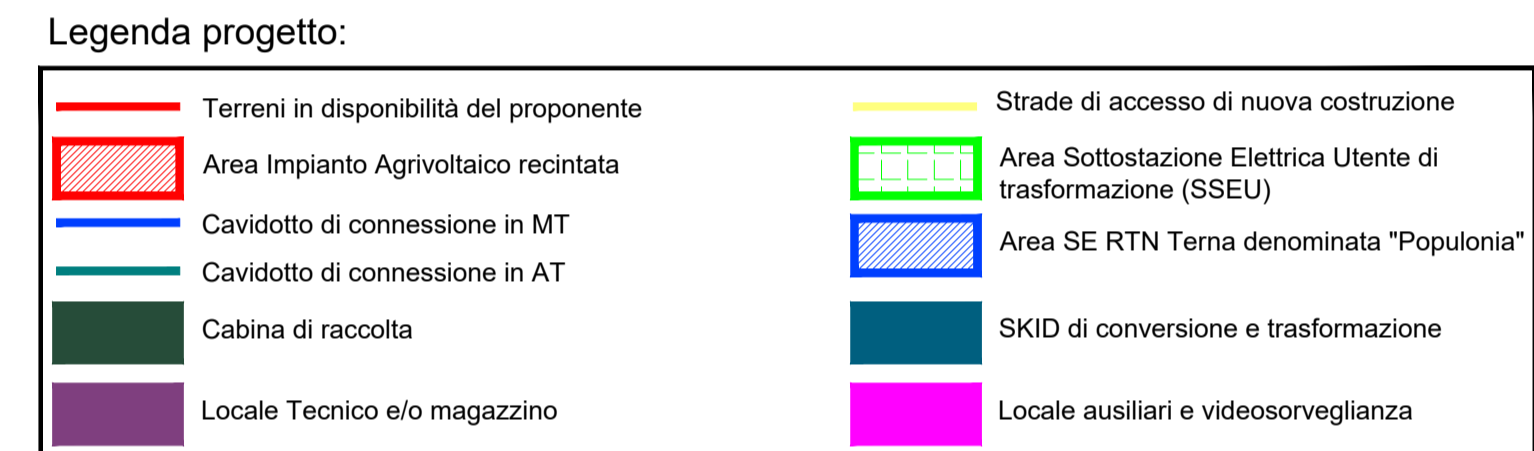 Legenda progetto:
Terreni in disponibilità del proponente
Area Impianto Agrivoltaico recintata
Cavidotto di connessione in MT
Cavidotto di connessione in AT
Cabina di raccolta
Locale Tecnico e/o magazzino
Strade di accesso di nuova costruzione
Area Sottostazione Elettrica Utente di
trasformazione (SSEU)
Area SE RTN Terna denominata "Populonia"
SKID di conversione e trasformazione
Locale ausiliari e videosorveglianza